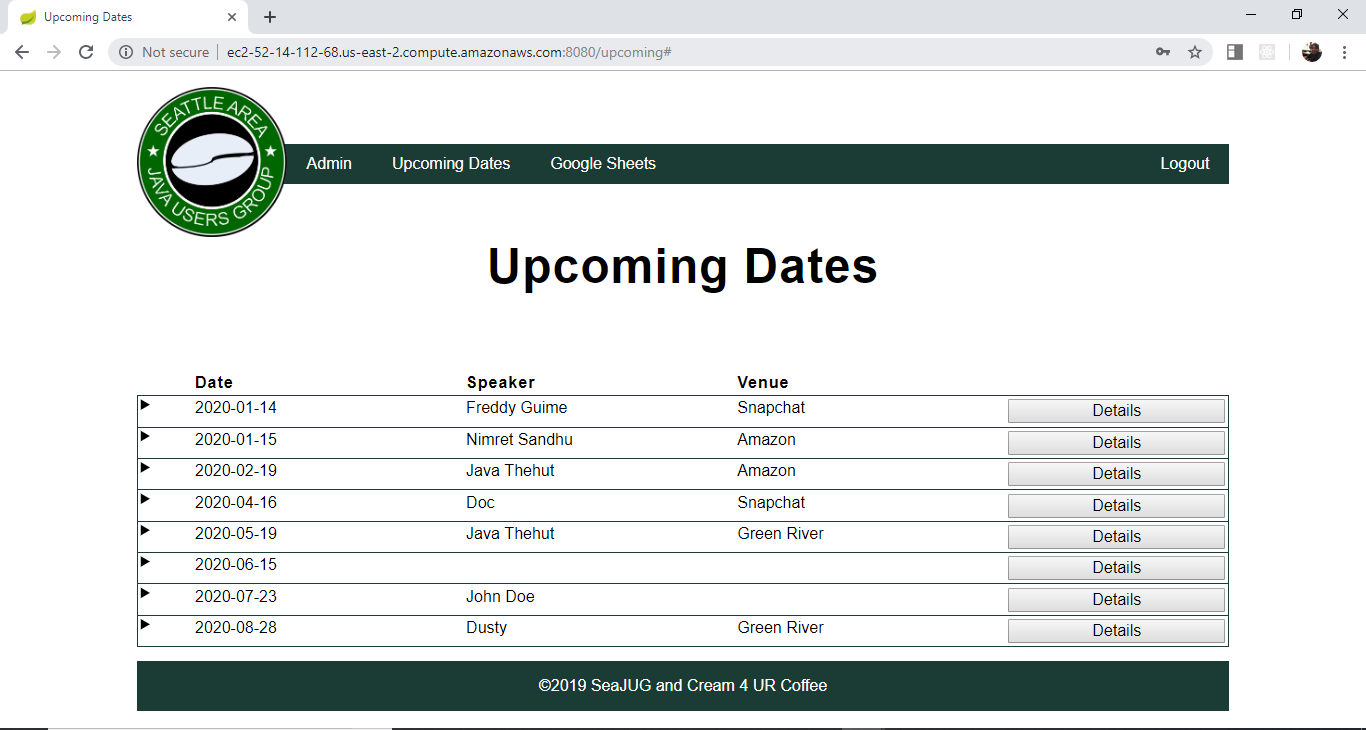 Upcoming Dates
Not secure ec2-52-14-112-68.us-east-2.compute.amazonaws.com:8080/upcoming#
SEATTLE AREA
JAVA USERS GROUP
Admin Upcoming Dates Google Sheets Logout
Upcoming Dates
Date Speaker Venue
2020-01-14 Freddy Guime Snapchat Details
2020-01-15 Nimret Sandhu Amazon Details
2020-02-19 Java Thehut Amazon Details
2020-04-16 Doc Snapchat Details
2020-05-19 Java Thehut Green River Details
2020-06-15 Details
2020-07-23 John Doe Details
2020-08-28 Dusty Green River Details
©2019 SeaJUG and Cream 4 UR Coffee